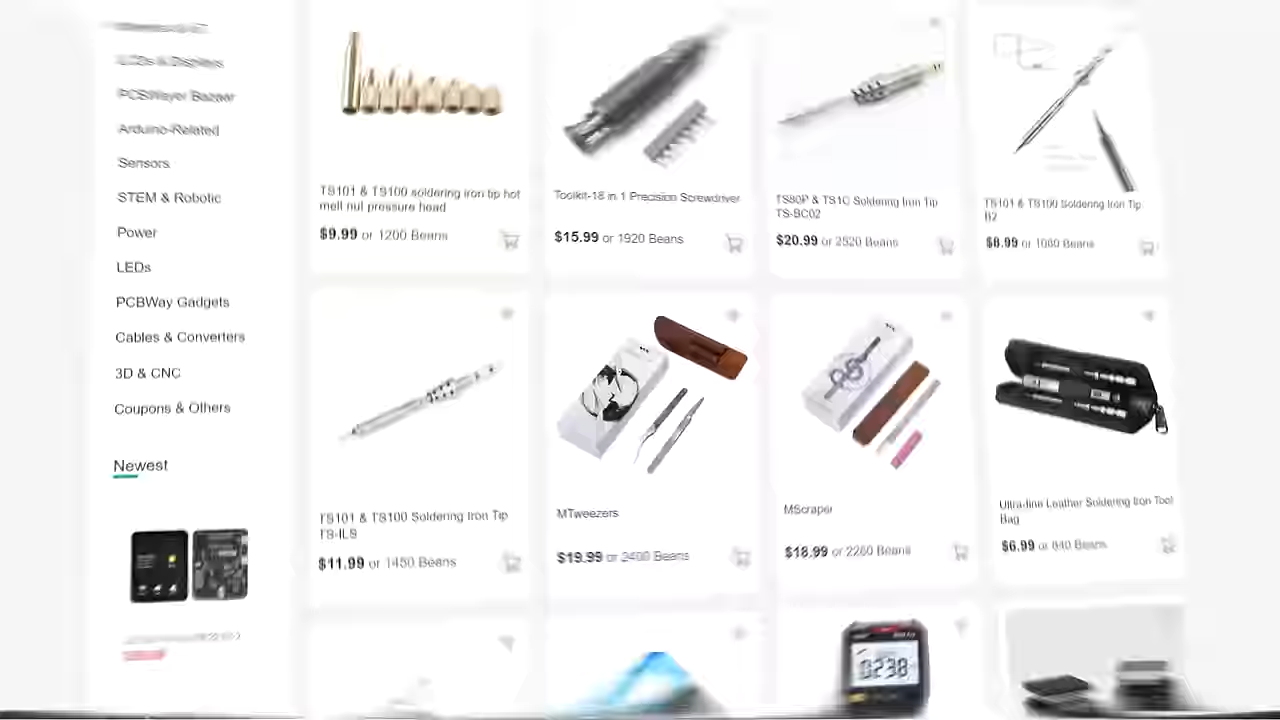 LCDs & Displays
PCBWayer Bazaar
Arduino-Related
Sensors
STEM & Robotic
Power
LEDs
PCBWay Gadgets
Cables & Converters
3D & CNC
Coupons & Others
Newest
TS101 & TS100 soldering iron tip hot
melt nut pressure head
$9.99 or 1200 Beans
Toolkit-18 in 1 Precision Screwdriver
$15.99 or 1920 Beans
TS80P & TS1C Soldering Iron Tip
TS-BC02
$20.99 or 2520 Beans
TS101 & TS100 Soldering Iron Tip
B2
$8.99 or 1080 Beans
TS101 & TS100 Soldering Iron Tip
TS-ILS
$11.99 or 1450 Beans
MTweezers
$19.99 or 2400 Beans
MScraper
$18.99 or 2260 Beans
Ultra-fine Leather Soldering Iron Tool
Bag
$6.99 or 840 Beans
0238